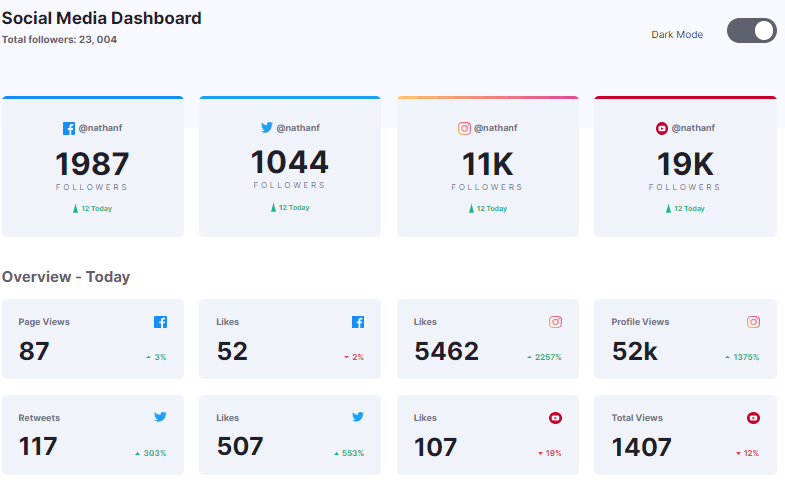 Social Media Dashboard
Total followers: 23, 004
Dark Mode
@nathanf
1987
FOLLOWERS
12 Today
@nathanf
1044
FOLLOWERS
12 Today
@nathanf
11K
FOLLOWERS
12 Today
@nathanf
19K
FOLLOWERS
12 Today
Overview - Today
Page Views
87
3%
Likes
52
2%
Likes
5462
2257%
Profile Views
52k
1375%
Retweets
117
303%
Likes
507
553%
Likes
107
19%
Total Views
1407
12%